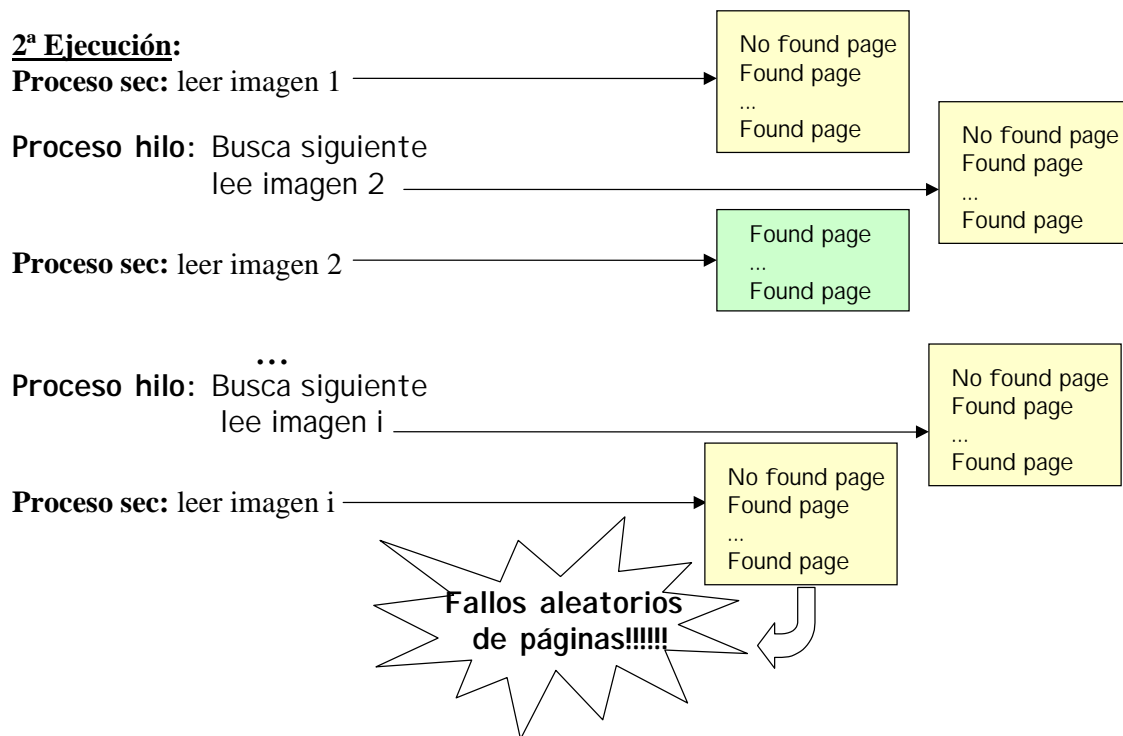 2ª Ejecución:
Proceso sec: leer imagen 1
No found page
Found page
...
Found page
Proceso hilo: Busca siguiente
lee imagen 2
No found page
Found page
...
Found page
Proceso sec: leer imagen 2
Found page
...
Found page
...
Proceso hilo: Busca siguiente
lee imagen i
No found page
Found page
...
Found page
Proceso sec: leer imagen i
No found page
Found page
...
Found page
Fallos aleatorios
de páginas!!!!!!